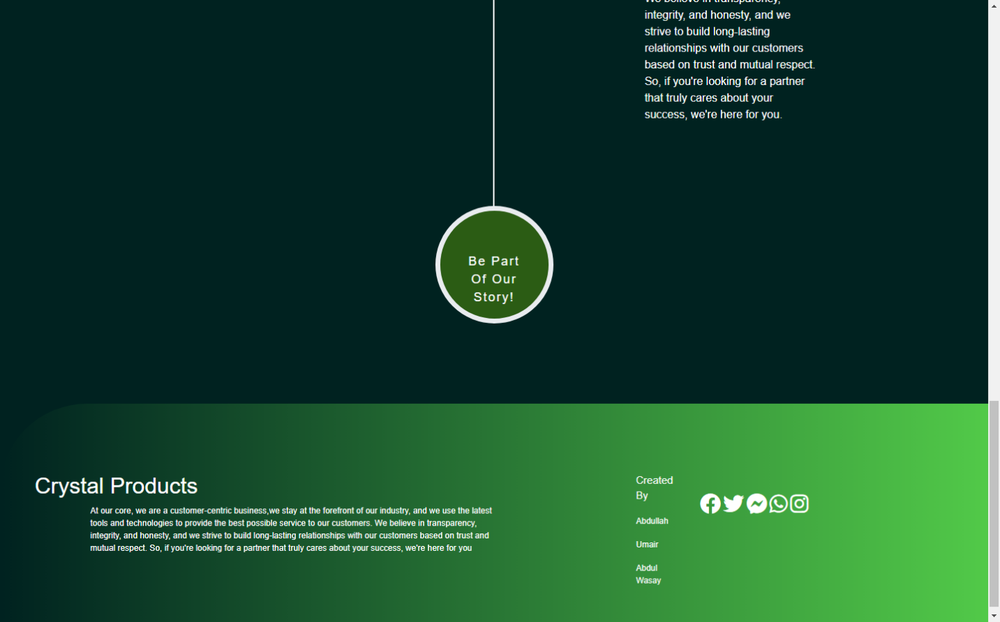 We believe in transparency,
integrity, and honesty, and we
strive to build long-lasting
relationships with our customers
based on trust and mutual respect.
So, if you're looking for a partner
that truly cares about your
success, we're here for you.
Be Part
Of Our
Story!
Crystal Products
At our core, we are a customer-centric business,we stay at the forefront of our industry, and we use the latest
tools and technologies to provide the best possible service to our customers. We believe in transparency,
integrity, and honesty, and we strive to build long-lasting relationships with our customers based on trust and
mutual respect. So, if you're looking for a partner that truly cares about your success, we're here for you
Created
By
Abdullah
Umair
Abdul
Wasay